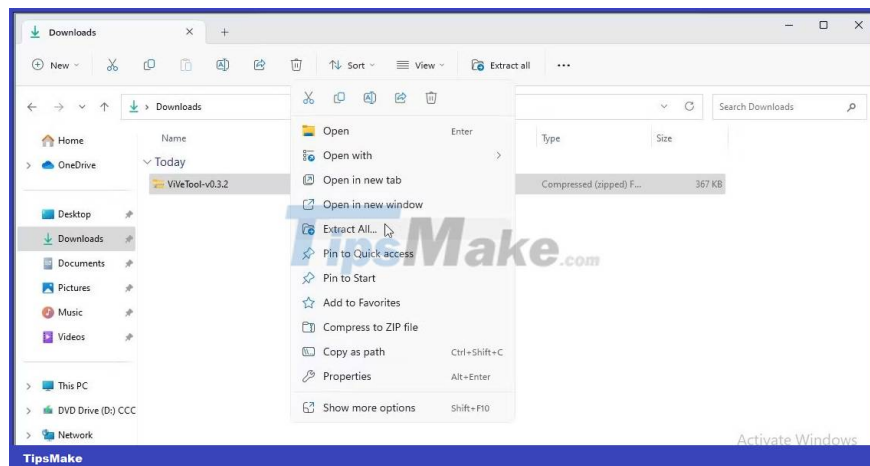 Downloads
New
Sort
View
Extract all
Downloads
Search Downloads
Home
OneDrive
Desktop
Downloads
Documents
Pictures
Music
Videos
This PC
DVD Drive (D:) CCC
Network
Name
Type
Size
Today
ViVeTool-v0.3.2
Compressed (zipped) F...
367 KB
Open Enter
Open with
Open in new tab
Open in new window
Extract All...
Pin to Quick access
Pin to Start
Add to Favorites
Compress to ZIP file
Copy as path Ctrl+Shift+C
Properties Alt+Enter
Show more options Shift+F10
TipsMake.com
Activate Windows
TipsMake